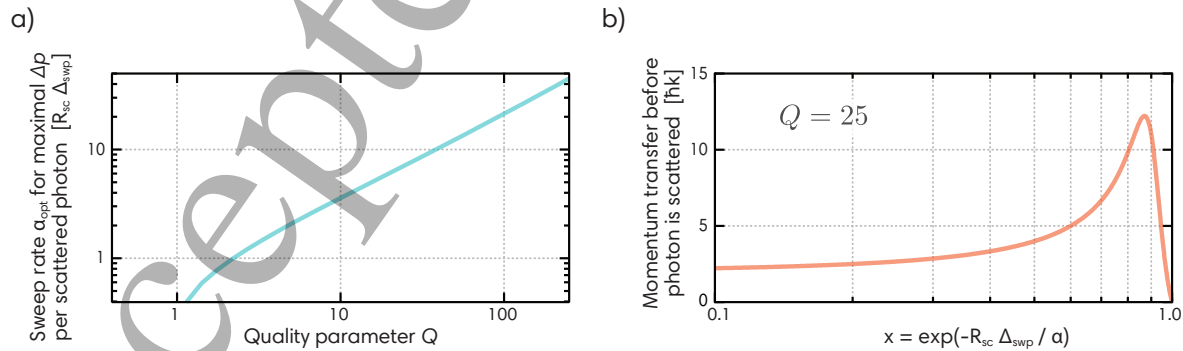 a)
Sweep rate α_opt for maximal Δp
per scattered photon [R_sc Δ_swp]
10
1
1
10
100
Quality parameter Q
b)
Momentum transfer before
photon is scattered [ħk]
15
10
5
0
Q = 25
0.1
1.0
x = exp(-R_sc Δ_swp / α)
ccepte